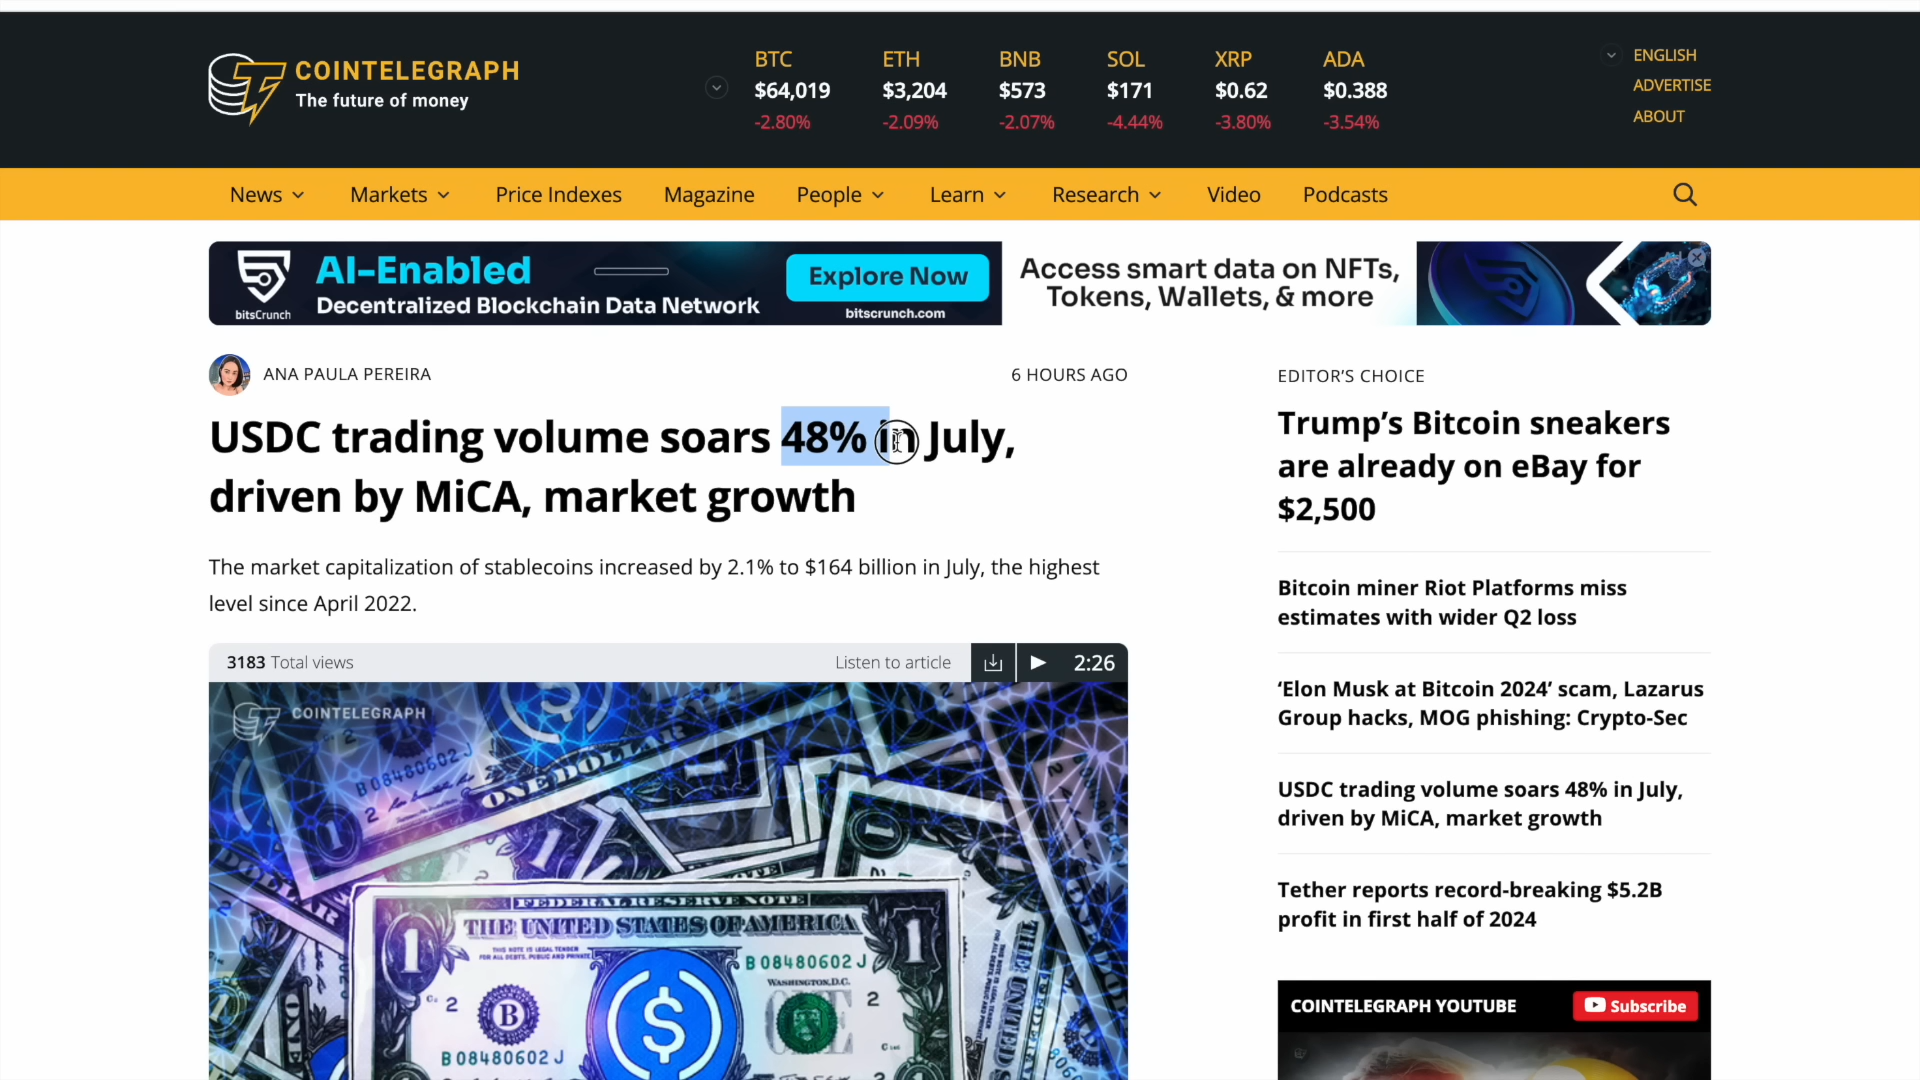 COINTELEGRAPH
The future of money
BTC ETH BNB SOL XRP ADA
$64,019 $3,204 $573 $171 $0.62 $0.388
-2.80% -2.09% -2.07% -4.44% -3.80% -3.54%
ENGLISH
ADVERTISE
ABOUT
News Markets Price Indexes Magazine People Learn Research Video Podcasts
bitsCrunch
AI-Enabled
Decentralized Blockchain Data Network
Explore Now
bitscrunch.com
Access smart data on NFTs,
Tokens, Wallets, & more
ANA PAULA PEREIRA
6 HOURS AGO
USDC trading volume soars 48% in July,
driven by MiCA, market growth
The market capitalization of stablecoins increased by 2.1% to $164 billion in July, the highest
level since April 2022.
3183 Total views
Listen to article
2:26
COINTELEGRAPH
B08480602J
ONE DOLLAR
FEDERAL RESERVE NOTE
THE UNITED STATES OF AMERICA
THIS NOTE IS LEGAL TENDER
FOR ALL DEBTS, PUBLIC AND PRIVATE
B 08480602 J
WASHINGTON, D.C.
1
1
2
2
B
$
B 08480602 J
EDITOR'S CHOICE
Trump's Bitcoin sneakers
are already on eBay for
$2,500
Bitcoin miner Riot Platforms miss
estimates with wider Q2 loss
‘Elon Musk at Bitcoin 2024’ scam, Lazarus
Group hacks, MOG phishing: Crypto-Sec
USDC trading volume soars 48% in July,
driven by MiCA, market growth
Tether reports record-breaking $5.2B
profit in first half of 2024
COINTELEGRAPH YOUTUBE
Subscribe